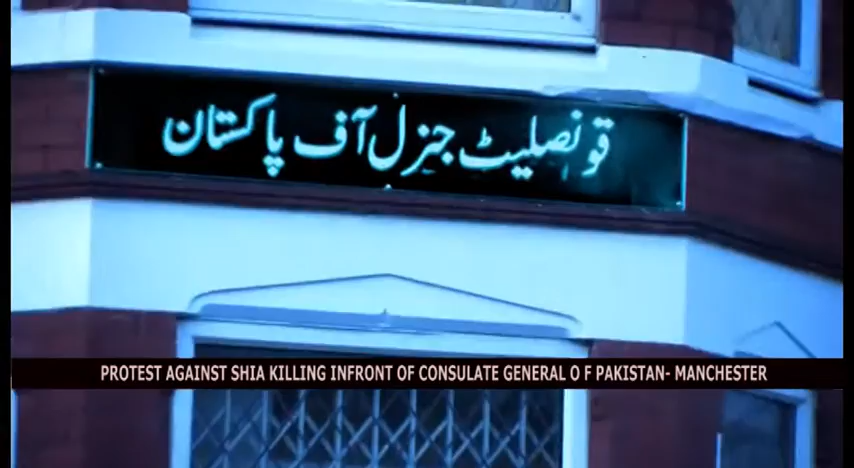 قونصلیٹ جنرل آف پاکستان
PROTEST AGAINST SHIA KILLING INFRONT OF CONSULATE GENERAL O F PAKISTAN- MANCHESTER